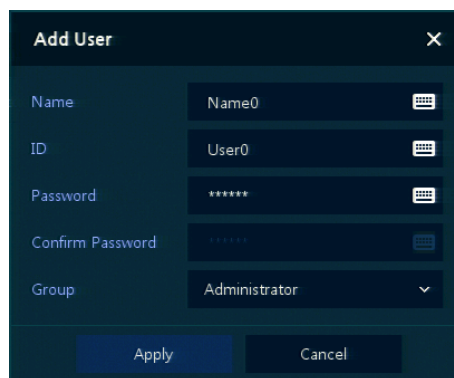 Add User
Name Name0
ID User0
Password ******
Confirm Password ******
Group Administrator
Apply Cancel